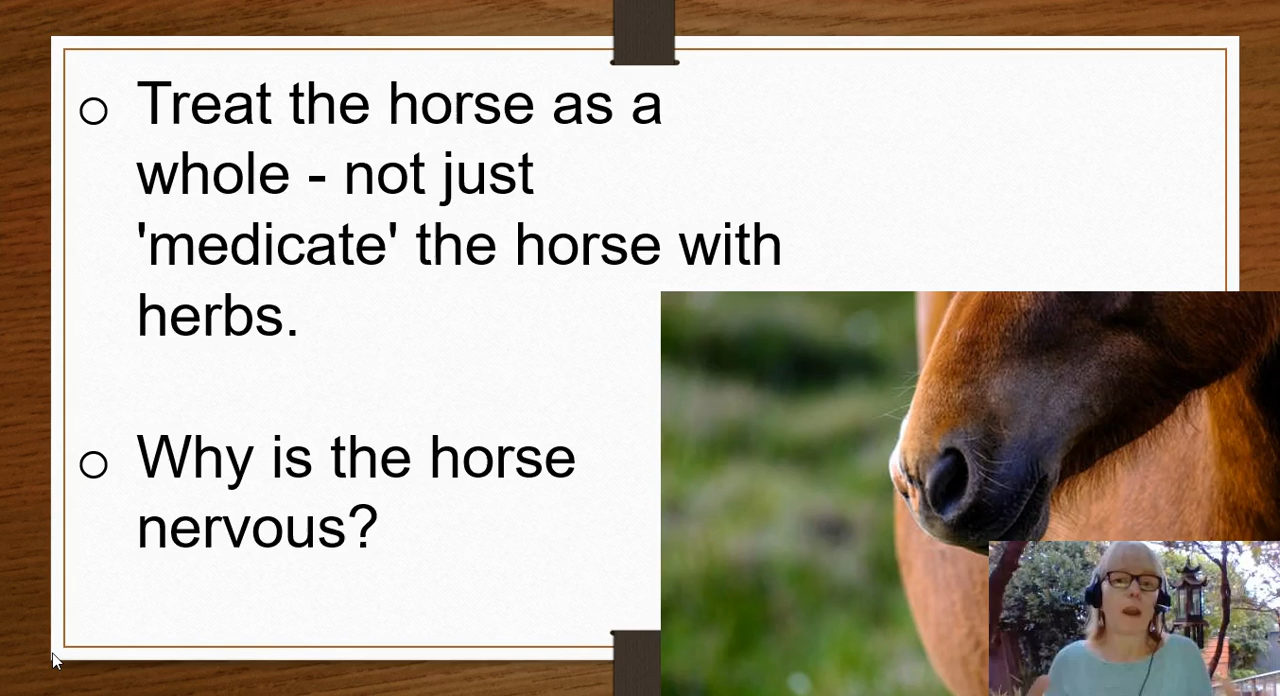 Treat the horse as a
whole - not just
'medicate' the horse with
herbs.
Why is the horse
nervous?